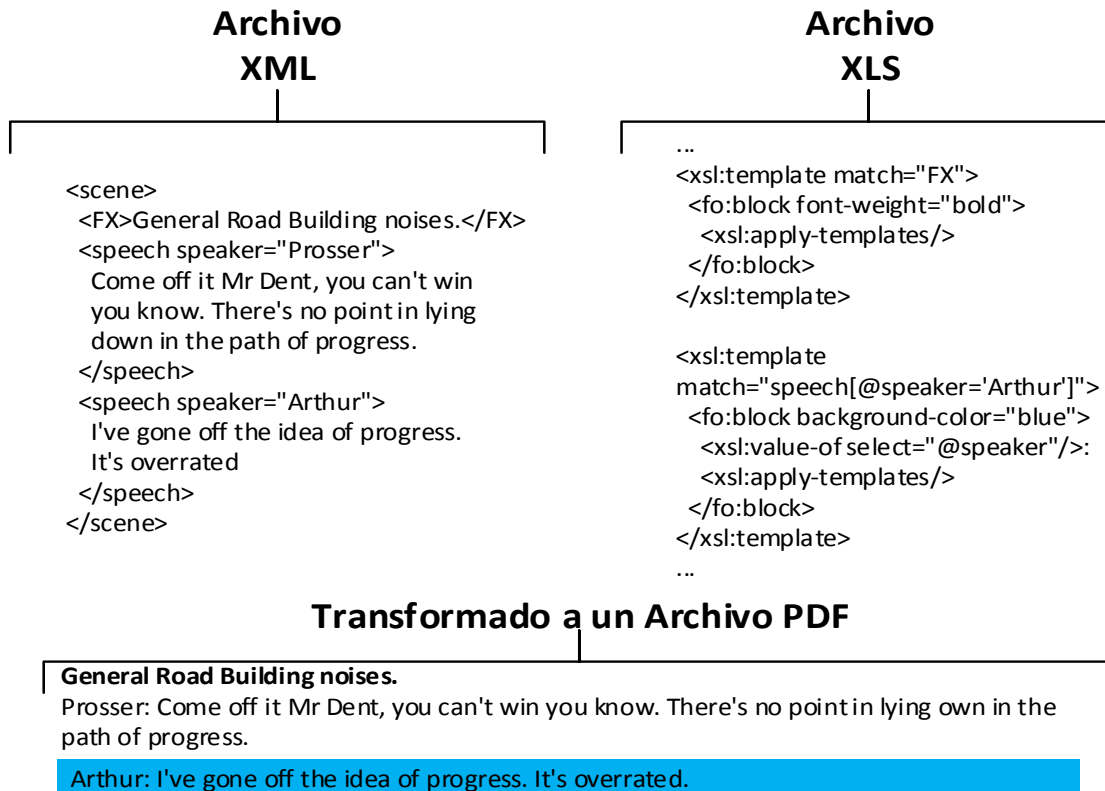 Archivo
XML
<scene>
<FX>General Road Building noises.</FX>
<speech speaker="Prosser">
Come off it Mr Dent, you can't win
you know. There's no point in lying
down in the path of progress.
</speech>
<speech speaker="Arthur">
I've gone off the idea of progress.
It's overrated
</speech>
</scene>
Archivo
XLS
...
<xsl:template match="FX">
<fo:block font-weight="bold">
<xsl:apply-templates/>
</fo:block>
</xsl:template>
<xsl:template
match="speech[@speaker='Arthur']">
<fo:block background-color="blue">
<xsl:value-of select="@speaker"/>:
<xsl:apply-templates/>
</fo:block>
</xsl:template>
...
Transformado a un Archivo PDF
General Road Building noises.
Prosser: Come off it Mr Dent, you can't win you know. There's no point in lying own in the
path of progress.
Arthur: I've gone off the idea of progress. It's overrated.